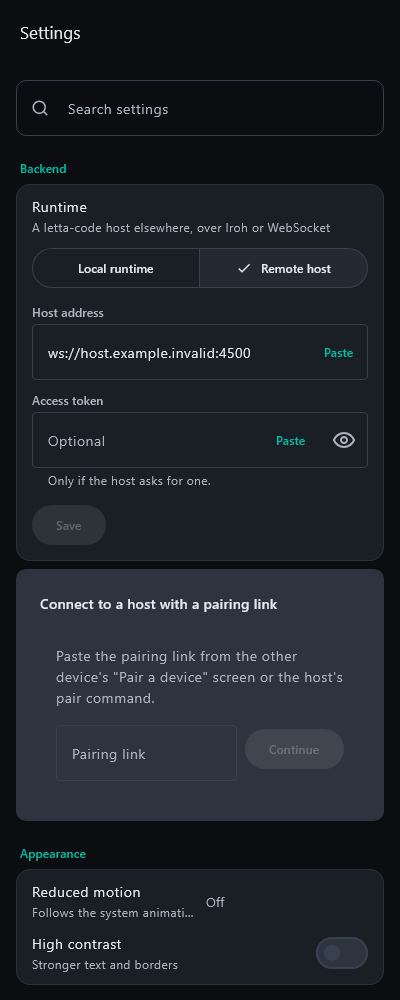 Settings
Search settings
Backend
Runtime
A letta-code host elsewhere, over Iroh or WebSocket
Local runtime
Remote host
Host address
ws://host.example.invalid:4500
Paste
Access token
Optional
Paste
Only if the host asks for one.
Save
Connect to a host with a pairing link
Paste the pairing link from the other
device's "Pair a device" screen or the host's
pair command.
Pairing link
Continue
Appearance
Reduced motion
Follows the system animati...
Off
High contrast
Stronger text and borders